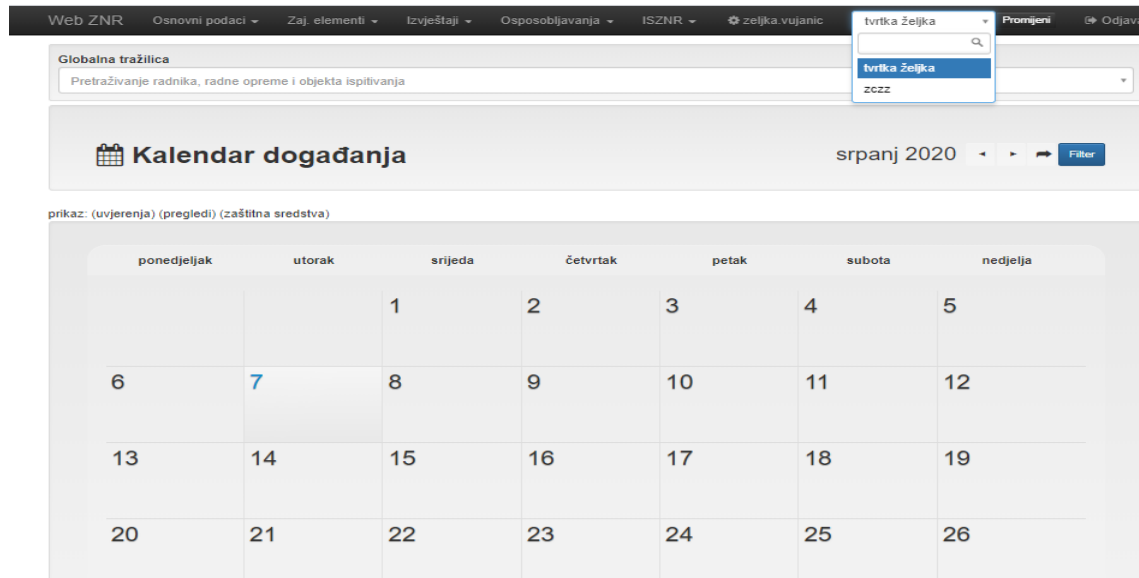 Web ZNR Osnovni podaci Zaj. elementi Izvještaji Osposobljavanja ISZNR zeljka.vujanic tvrtka željka Promijeni Odjava
tvrtka željka
zczz
Globalna tražilica
Pretraživanje radnika, radne opreme i objekta ispitivanja
Kalendar događanja srpanj 2020 Filter
prikaz: (uvjerenja) (pregledi) (zaštitna sredstva)
ponedjeljak utorak srijeda četvrtak petak subota nedjelja
1 2 3 4 5
6 7 8 9 10 11 12
13 14 15 16 17 18 19
20 21 22 23 24 25 26